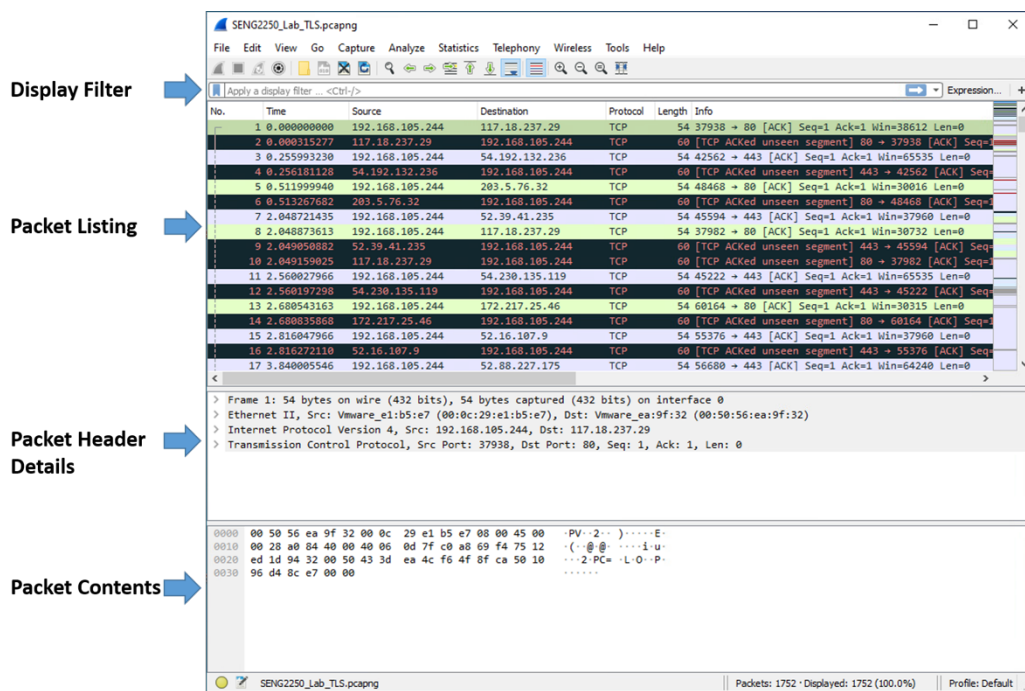 SENG2250_Lab_TLS.pcapng
File Edit View Go Capture Analyze Statistics Telephony Wireless Tools Help
Display Filter
Apply a display filter ... <Ctrl-/>
Expression... +
No. Time Source Destination Protocol Length Info
1 0.000000000 192.168.105.244 117.18.237.29 TCP 54 37938 → 80 [ACK] Seq=1 Ack=1 Win=38612 Len=0
2 0.000315277 117.18.237.29 192.168.105.244 TCP 60 [TCP ACKed unseen segment] 80 → 37938 [ACK] Seq=1
3 0.255993230 192.168.105.244 54.192.132.236 TCP 54 42562 → 443 [ACK] Seq=1 Ack=1 Win=65535 Len=0
4 0.256181128 54.192.132.236 192.168.105.244 TCP 60 [TCP ACKed unseen segment] 443 → 42562 [ACK] Seq=
5 0.511999940 192.168.105.244 203.5.76.32 TCP 54 48468 → 80 [ACK] Seq=1 Ack=1 Win=30016 Len=0
6 0.513267682 203.5.76.32 192.168.105.244 TCP 60 [TCP ACKed unseen segment] 80 → 48468 [ACK] Seq=1
Packet Listing
7 2.048721435 192.168.105.244 52.39.41.235 TCP 54 45594 → 443 [ACK] Seq=1 Ack=1 Win=37960 Len=0
8 2.048873613 192.168.105.244 117.18.237.29 TCP 54 37982 → 80 [ACK] Seq=1 Ack=1 Win=30732 Len=0
9 2.049050882 52.39.41.235 192.168.105.244 TCP 60 [TCP ACKed unseen segment] 443 → 45594 [ACK] Seq=
10 2.049159025 117.18.237.29 192.168.105.244 TCP 60 [TCP ACKed unseen segment] 80 → 37982 [ACK] Seq=1
11 2.560027966 192.168.105.244 54.230.135.119 TCP 54 45222 → 443 [ACK] Seq=1 Ack=1 Win=65535 Len=0
12 2.560197298 54.230.135.119 192.168.105.244 TCP 60 [TCP ACKed unseen segment] 443 → 45222 [ACK] Seq=
13 2.680543163 192.168.105.244 172.217.25.46 TCP 54 60164 → 80 [ACK] Seq=1 Ack=1 Win=30315 Len=0
14 2.680835868 172.217.25.46 192.168.105.244 TCP 60 [TCP ACKed unseen segment] 80 → 60164 [ACK] Seq=1
15 2.816047966 192.168.105.244 52.16.107.9 TCP 54 55376 → 443 [ACK] Seq=1 Ack=1 Win=37960 Len=0
16 2.816272110 52.16.107.9 192.168.105.244 TCP 60 [TCP ACKed unseen segment] 443 → 55376 [ACK] Seq=
17 3.840005546 192.168.105.244 52.88.227.175 TCP 54 56680 → 443 [ACK] Seq=1 Ack=1 Win=64240 Len=0
Frame 1: 54 bytes on wire (432 bits), 54 bytes captured (432 bits) on interface 0
Ethernet II, Src: Vmware_e1:b5:e7 (00:0c:29:e1:b5:e7), Dst: Vmware_ea:9f:32 (00:50:56:ea:9f:32)
Internet Protocol Version 4, Src: 192.168.105.244, Dst: 117.18.237.29
Transmission Control Protocol, Src Port: 37938, Dst Port: 80, Seq: 1, Ack: 1, Len: 0
Packet Header
Details
0000 00 50 56 ea 9f 32 00 0c 29 e1 b5 e7 08 00 45 00 ·PV··2·· )·····E·
0010 00 28 a0 84 40 00 40 06 0d 7f c0 a8 69 f4 75 12 ·(··@·@· ····i·u·
0020 ed 1d 94 32 00 50 43 3d ea 4c f6 4f 8f ca 50 10 ···2·PC= ·L·O··P·
0030 96 d4 8c e7 00 00 ······
Packet Contents
SENG2250_Lab_TLS.pcapng
Packets: 1752 · Displayed: 1752 (100.0%)
Profile: Default